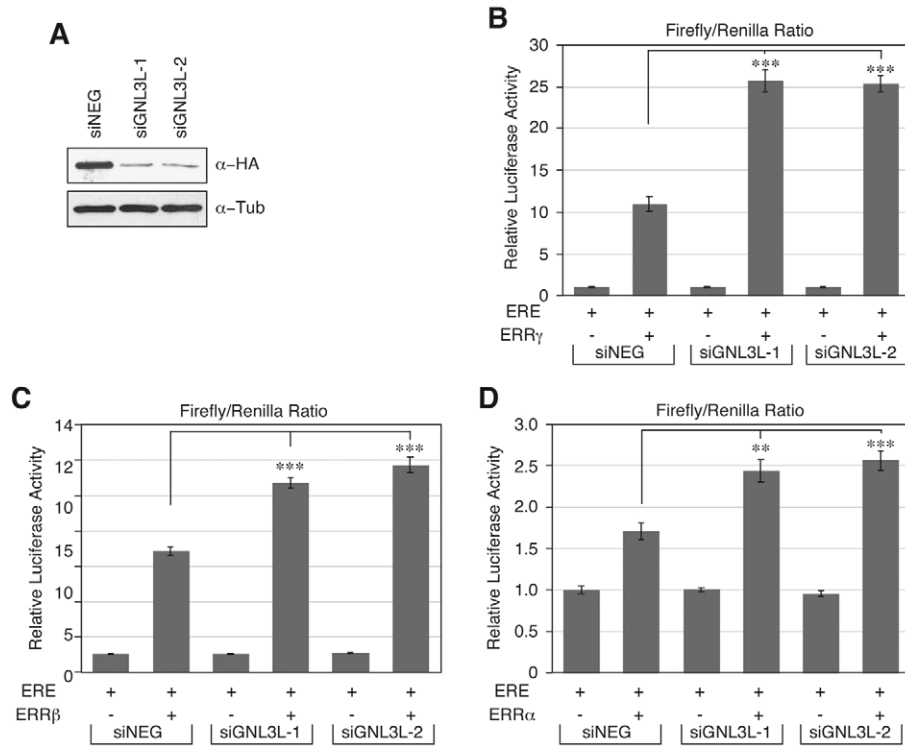 A
siNEG
siGNL3L-1
siGNL3L-2
α-HA
α-Tub
B
Firefly/Renilla Ratio
Relative Luciferase Activity
30
25
20
15
10
5
0
***
***
ERE + + + + + +
ERRγ - + - + - +
siNEG siGNL3L-1 siGNL3L-2
C
Firefly/Renilla Ratio
Relative Luciferase Activity
14
12
10
15
10
5
0
***
***
ERE + + + + + +
ERRβ - + - + - +
siNEG siGNL3L-1 siGNL3L-2
D
Firefly/Renilla Ratio
Relative Luciferase Activity
3.0
2.5
2.0
1.5
1.0
0.5
0
**
***
ERE + + + + + +
ERRα - + - + - +
siNEG siGNL3L-1 siGNL3L-2